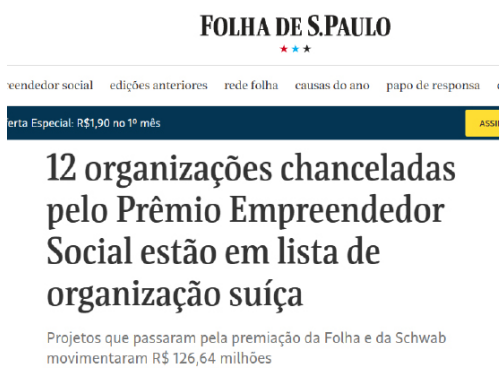 FOLHA DE S.PAULO
social edições anteriores rede folha causas do ano papo de responsa
Especial: R$1,90 no 1º mês
12 organizações chanceladas
pelo Prêmio Empreendedor
Social estão em lista de
organização suíça
Projetos que passaram pela premiação da Folha e da Schwab
movimentaram R$ 126,64 milhões